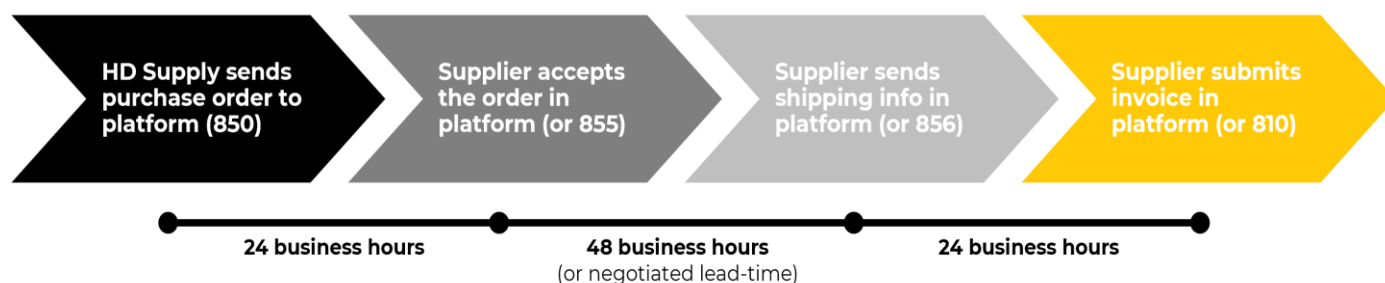 HD Supply sends
purchase order to
platform (850)
Supplier accepts
the order in
platform (or 855)
Supplier sends
shipping info in
platform (or 856)
Supplier submits
invoice in
platform (or 810)
24 business hours
48 business hours
(or negotiated lead-time)
24 business hours